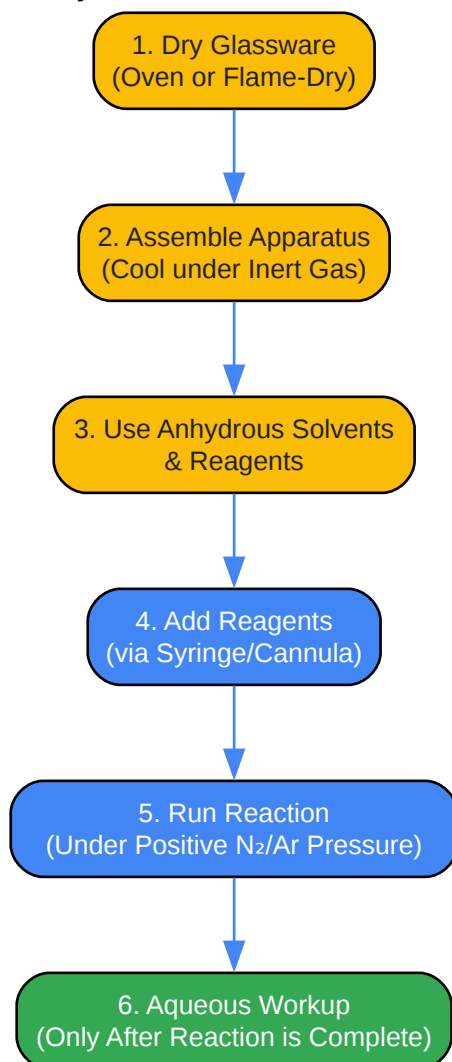 1. Dry Glassware
(Oven or Flame-Dry)
2. Assemble Apparatus
(Cool under Inert Gas)
3. Use Anhydrous Solvents
& Reagents
4. Add Reagents
(via Syringe/Cannula)
5. Run Reaction
(Under Positive N₂/Ar Pressure)
6. Aqueous Workup
(Only After Reaction is Complete)